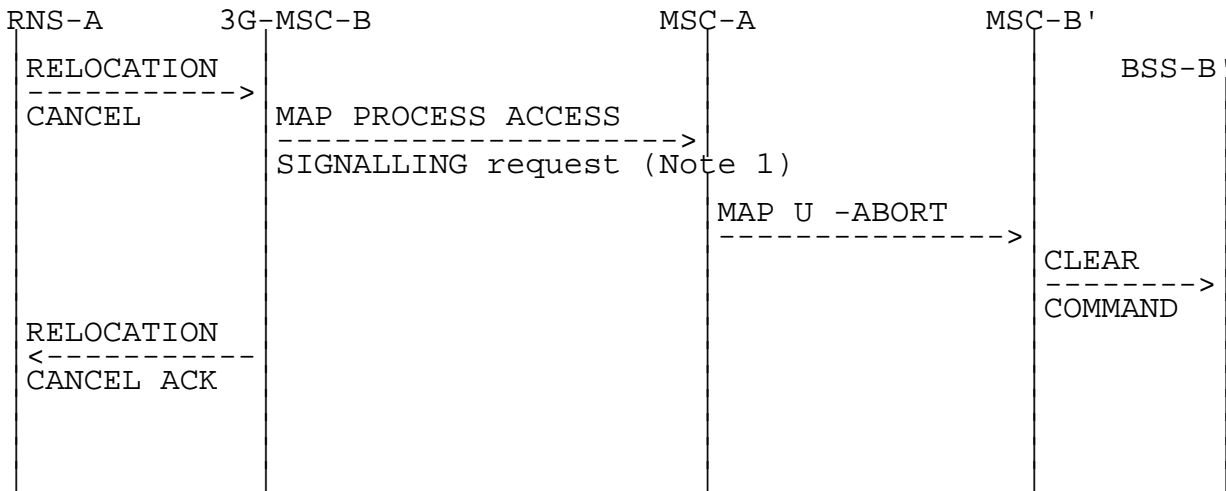 RNS-A 3G-MSC-B MSC-A MSC-B'
RELOCATION BSS-B'
CANCEL MAP PROCESS ACCESS
SIGNALLING request (Note 1)
MAP U -ABORT
CLEAR
COMMAND
RELOCATION
CANCEL ACK